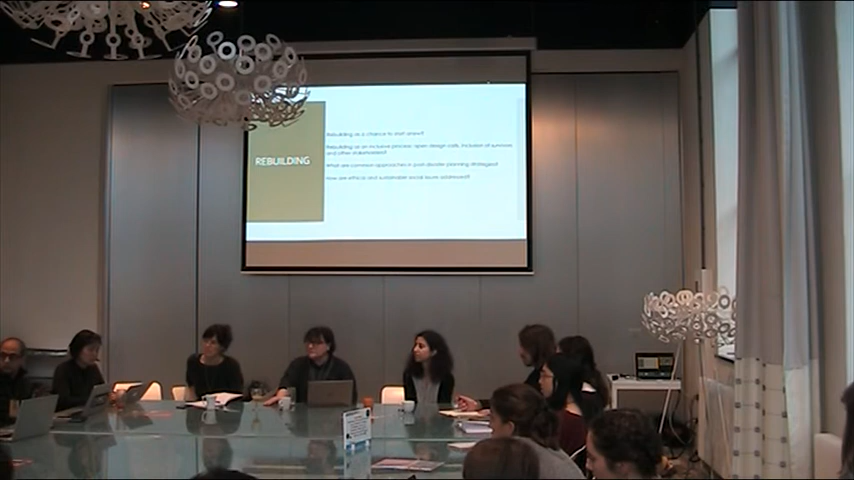 REBUILDING
Rebuilding as a chance to start anew?
Rebuilding as an inclusive process: open design calls, inclusion of survivors
and other stakeholders?
What are common approaches in post-disaster planning strategies?
How are ethical and sustainable social issues addressed?